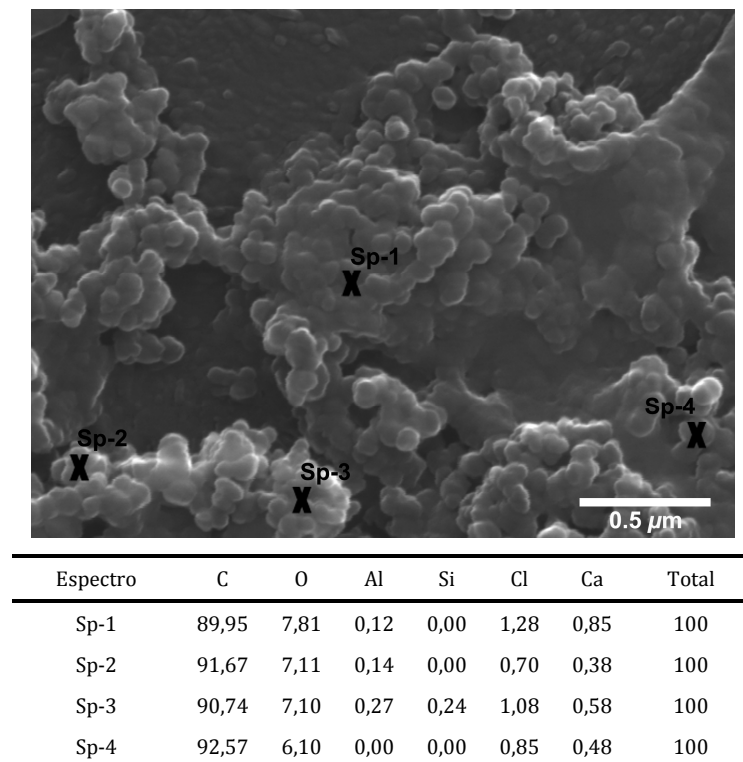 Sp-1
Sp-2
Sp-3
Sp-4
0.5 µm
Espectro C O Al Si Cl Ca Total
Sp-1 89,95 7,81 0,12 0,00 1,28 0,85 100
Sp-2 91,67 7,11 0,14 0,00 0,70 0,38 100
Sp-3 90,74 7,10 0,27 0,24 1,08 0,58 100
Sp-4 92,57 6,10 0,00 0,00 0,85 0,48 100